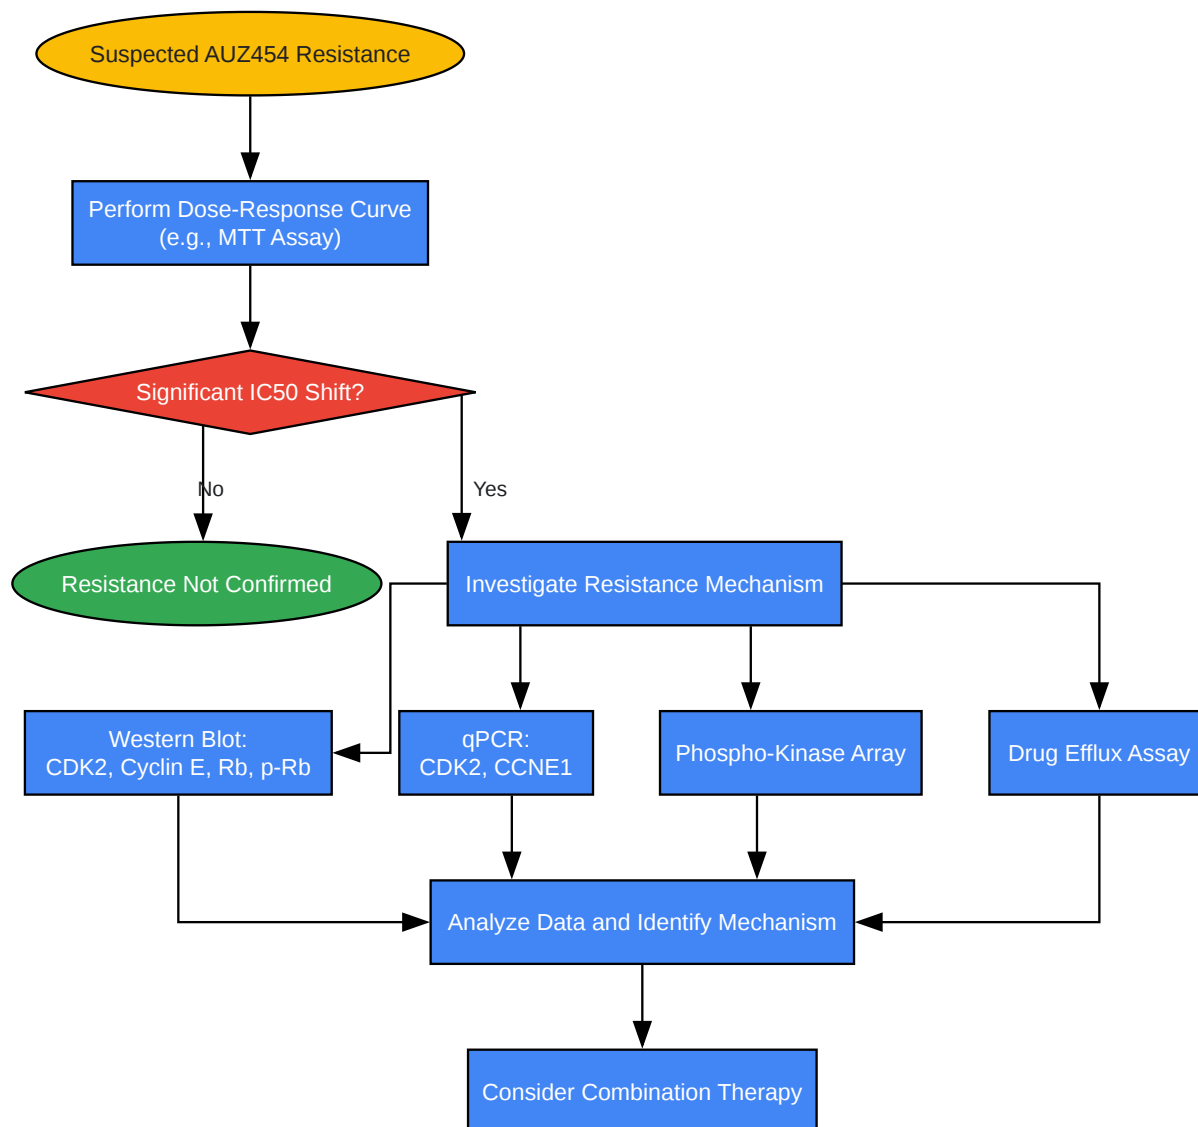 Suspected AUZ454 Resistance
Perform Dose-Response Curve
(e.g., MTT Assay)
Significant IC50 Shift?
No
Yes
Resistance Not Confirmed
Investigate Resistance Mechanism
Western Blot:
CDK2, Cyclin E, Rb, p-Rb
qPCR:
CDK2, CCNE1
Phospho-Kinase Array
Drug Efflux Assay
Analyze Data and Identify Mechanism
Consider Combination Therapy